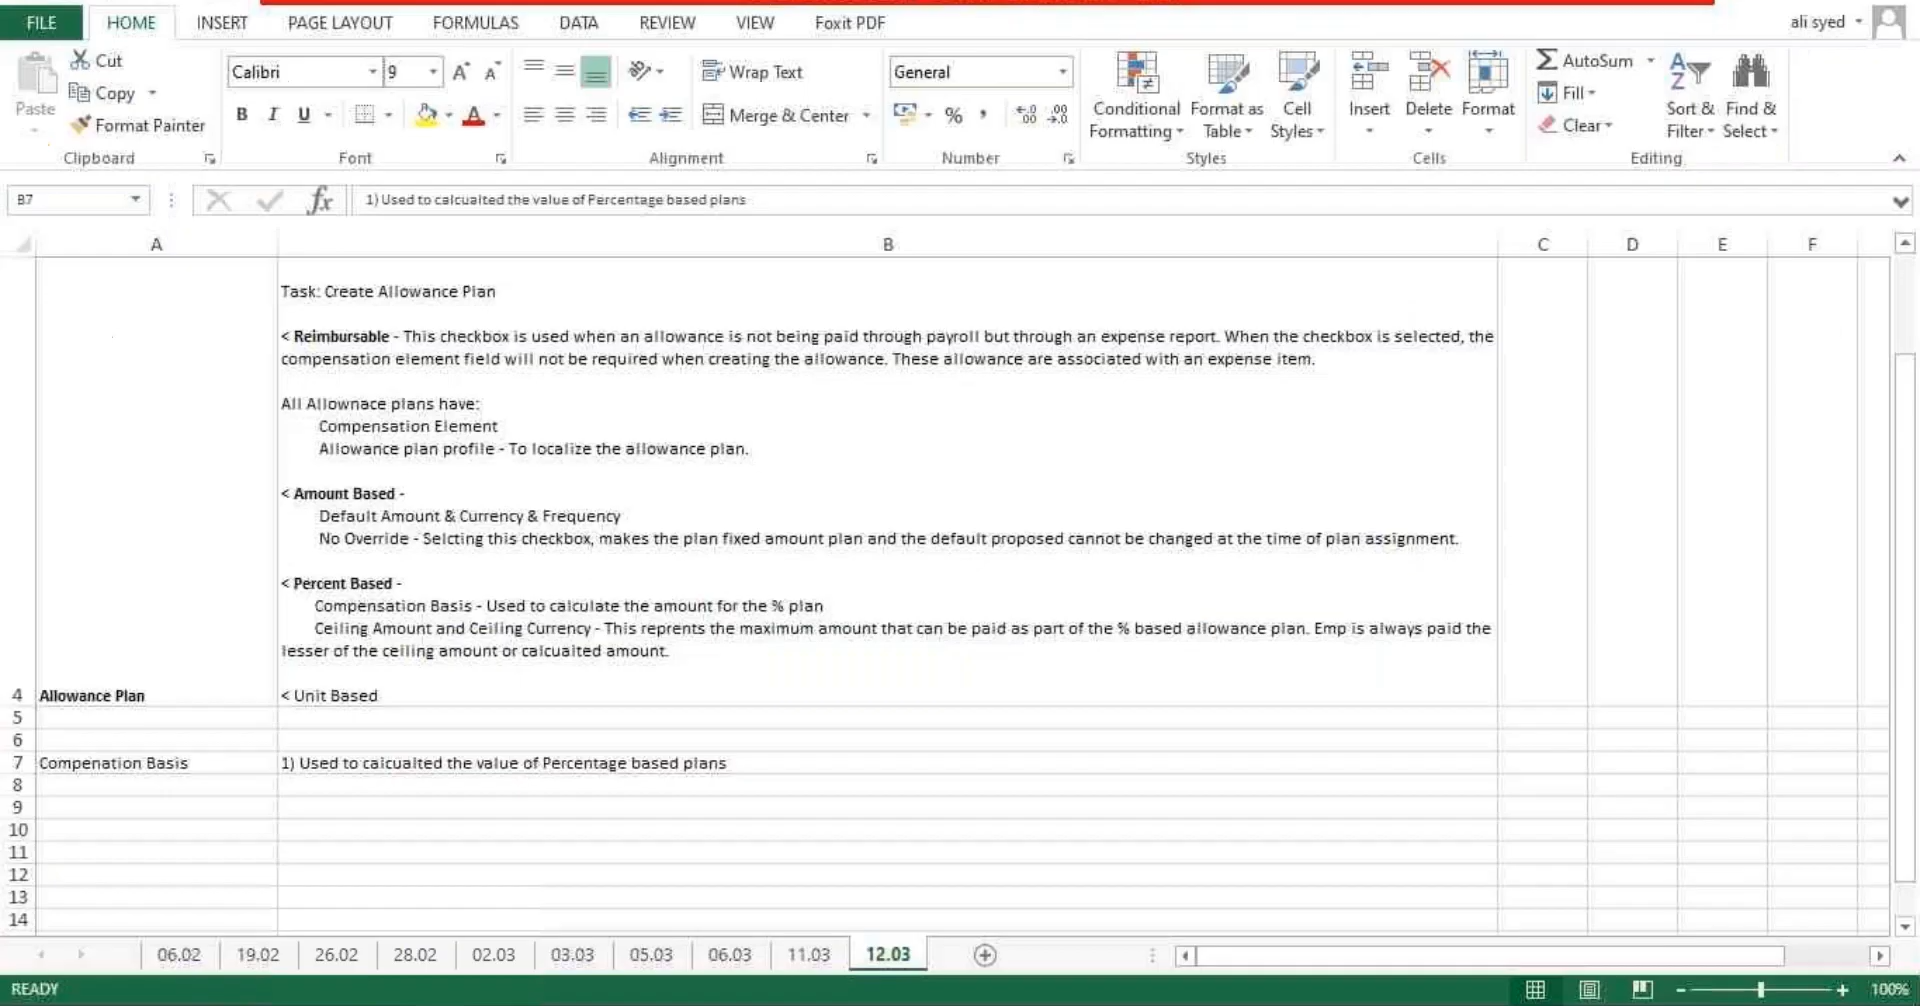 FILE HOME INSERT PAGE LAYOUT FORMULAS DATA REVIEW VIEW Foxit PDF ali syed
Cut
Copy
Format Painter
Paste
Clipboard
Calibri 9
B I U
Font
Wrap Text
Merge & Center
Alignment
General
%
Number
Conditional Formatting
Format as Table
Cell Styles
Styles
Insert
Delete
Format
Cells
AutoSum
Fill
Clear
Sort & Filter
Find & Select
Editing
B7 fx 1) Used to calcualted the value of Percentage based plans
A B C D E F
Task: Create Allowance Plan
< Reimbursable - This checkbox is used when an allowance is not being paid through payroll but through an expense report. When the checkbox is selected, the
compensation element field will not be required when creating the allowance. These allowance are associated with an expense item.
All Allownace plans have:
Compensation Element
Allowance plan profile - To localize the allowance plan.
< Amount Based -
Default Amount & Currency & Frequency
No Override - Selcting this checkbox, makes the plan fixed amount plan and the default proposed cannot be changed at the time of plan assignment.
< Percent Based -
Compensation Basis - Used to calculate the amount for the % plan
Ceiling Amount and Ceiling Currency - This reprents the maximum amount that can be paid as part of the % based allowance plan. Emp is always paid the
lesser of the ceiling amount or calcualted amount.
4 Allowance Plan < Unit Based
5
6
7 Compenation Basis 1) Used to calcualted the value of Percentage based plans
8
9
10
11
12
13
14
06.02 19.02 26.02 28.02 02.03 03.03 05.03 06.03 11.03 12.03
READY 100%